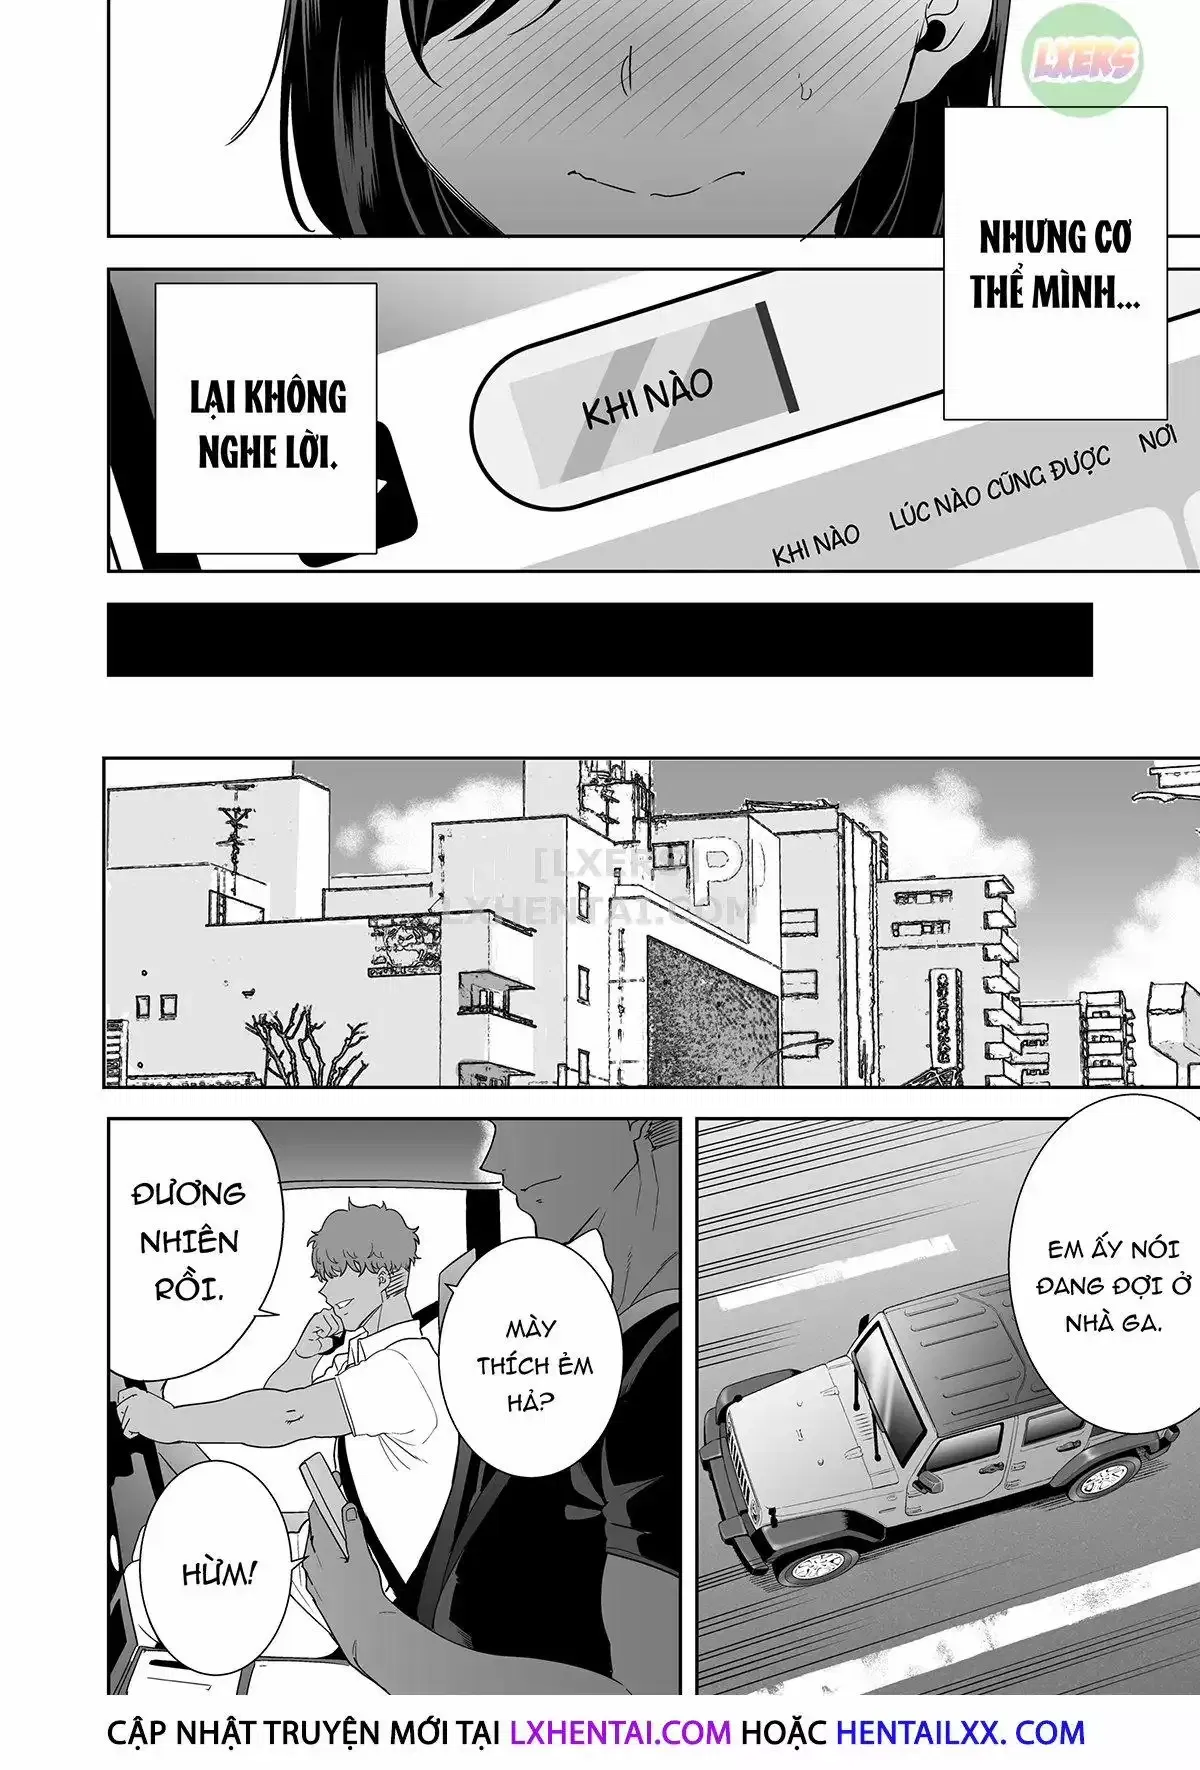 LXERS
NHƯNG CƠ
THỂ MÌNH...
LẠI KHÔNG
NGHE LỜI.
KHI NÀO
KHI NÀO LÚC NÀO CŨNG ĐƯỢC NƠI
P
[LXERS]
LXHENTAI.COM
EM ẤY NÓI
ĐANG ĐỢI Ở
NHÀ GA.
MÀY
THÍCH ẺM
HẢ?
ĐƯƠNG
NHIÊN
RỒI.
HỪM!
CẬP NHẬT TRUYỆN MỚI TẠI LXHENTAI.COM HOẶC HENTAILXX. COM